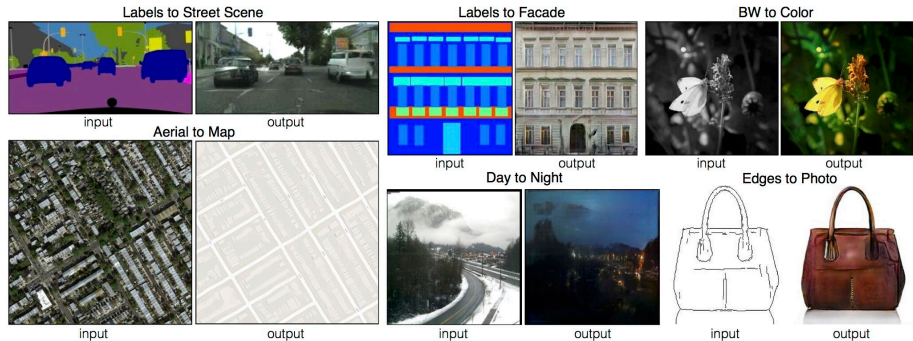 Labels to Street Scene
input
output
Aerial to Map
input
output
Labels to Facade
input
output
BW to Color
input
output
Day to Night
input
output
Edges to Photo
input
output